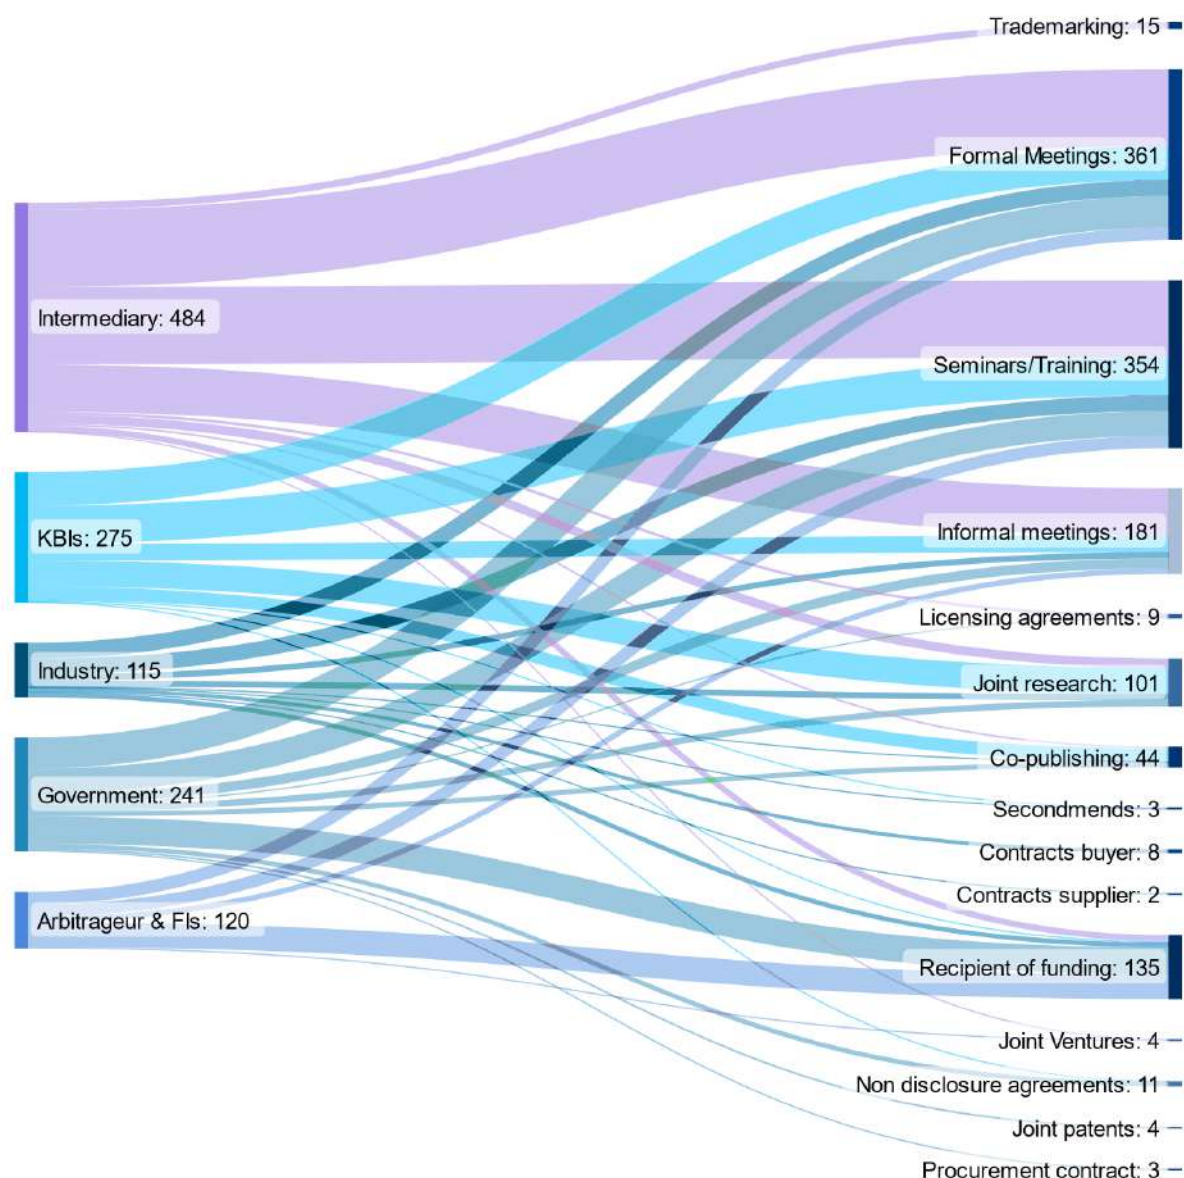 Trademarking: 15
Formal Meetings: 361
Intermediary: 484
Seminars/Training: 354
KBIs: 275
Informal meetings: 181
Licensing agreements: 9
Industry: 115
Joint research: 101
Co-publishing: 44
Government: 241
Secondmends: 3
Contracts buyer: 8
Contracts supplier: 2
Arbitrageur & FIs: 120
Recipient of funding: 135
Joint Ventures: 4
Non disclosure agreements: 11
Joint patents: 4
Procurement contract: 3